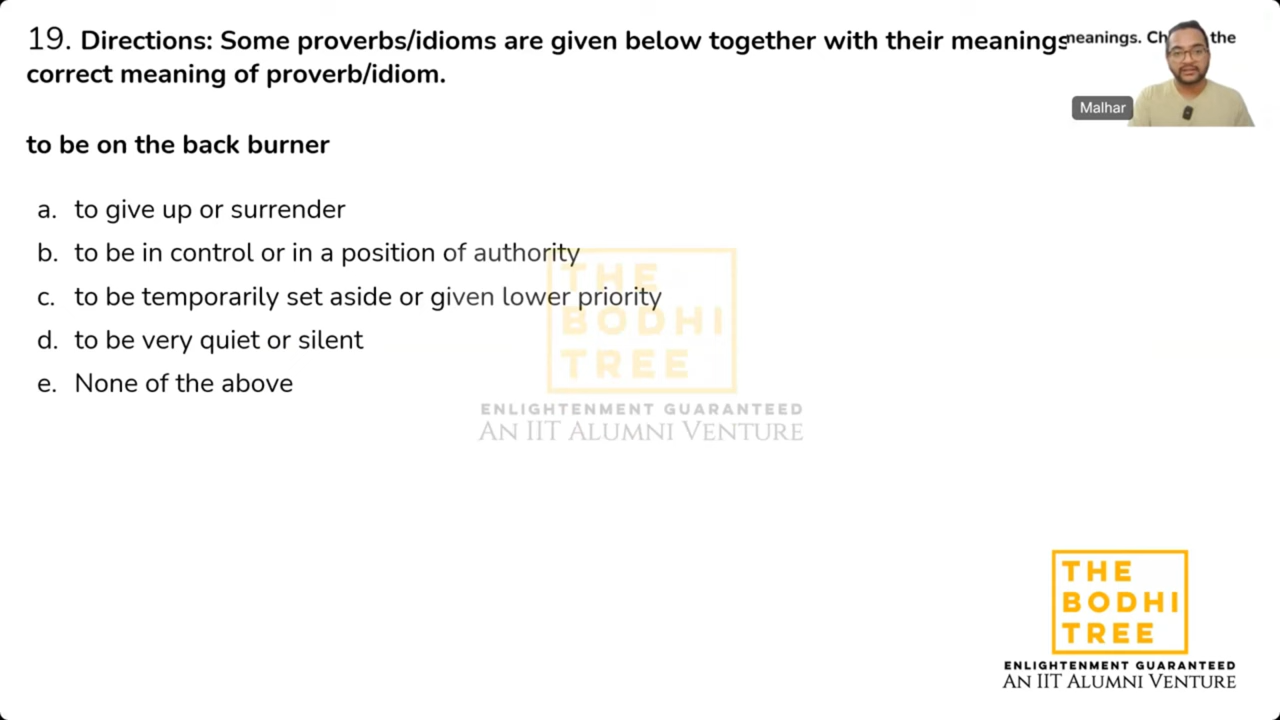 19. Directions: Some proverbs/idioms are given below together with their meanings
meanings. Ch the
correct meaning of proverb/idiom.
Malhar
to be on the back burner
a. to give up or surrender
b. to be in control or in a position of authority
c. to be temporarily set aside or given lower priority
d. to be very quiet or silent
e. None of the above
THE
BODHI
TREE
ENLIGHTENMENT GUARANTEED
AN IIT ALUMNI VENTURE
THE
BODHI
TREE
ENLIGHTENMENT GUARANTEED
AN IIT ALUMNI VENTURE